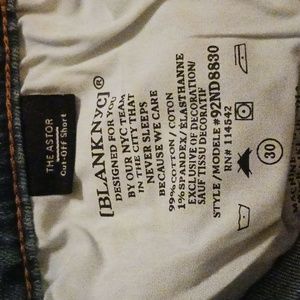 THE ASTOR
Cut-Off Short
[BLANKNYC]®
DESIGNED FOR YOU
BY OUR NYC TEAM
IN THE CITY THAT
NEVER SLEEPS
BECAUSE WE CARE
99% COTTON / COTON
1% SPANDEX / ELASTHANNE
EXCLUSIVE OF DECORATION/
SAUF TISSU DECORATIF
STYLE/MODELE #92ND8830
RN# 114542
30